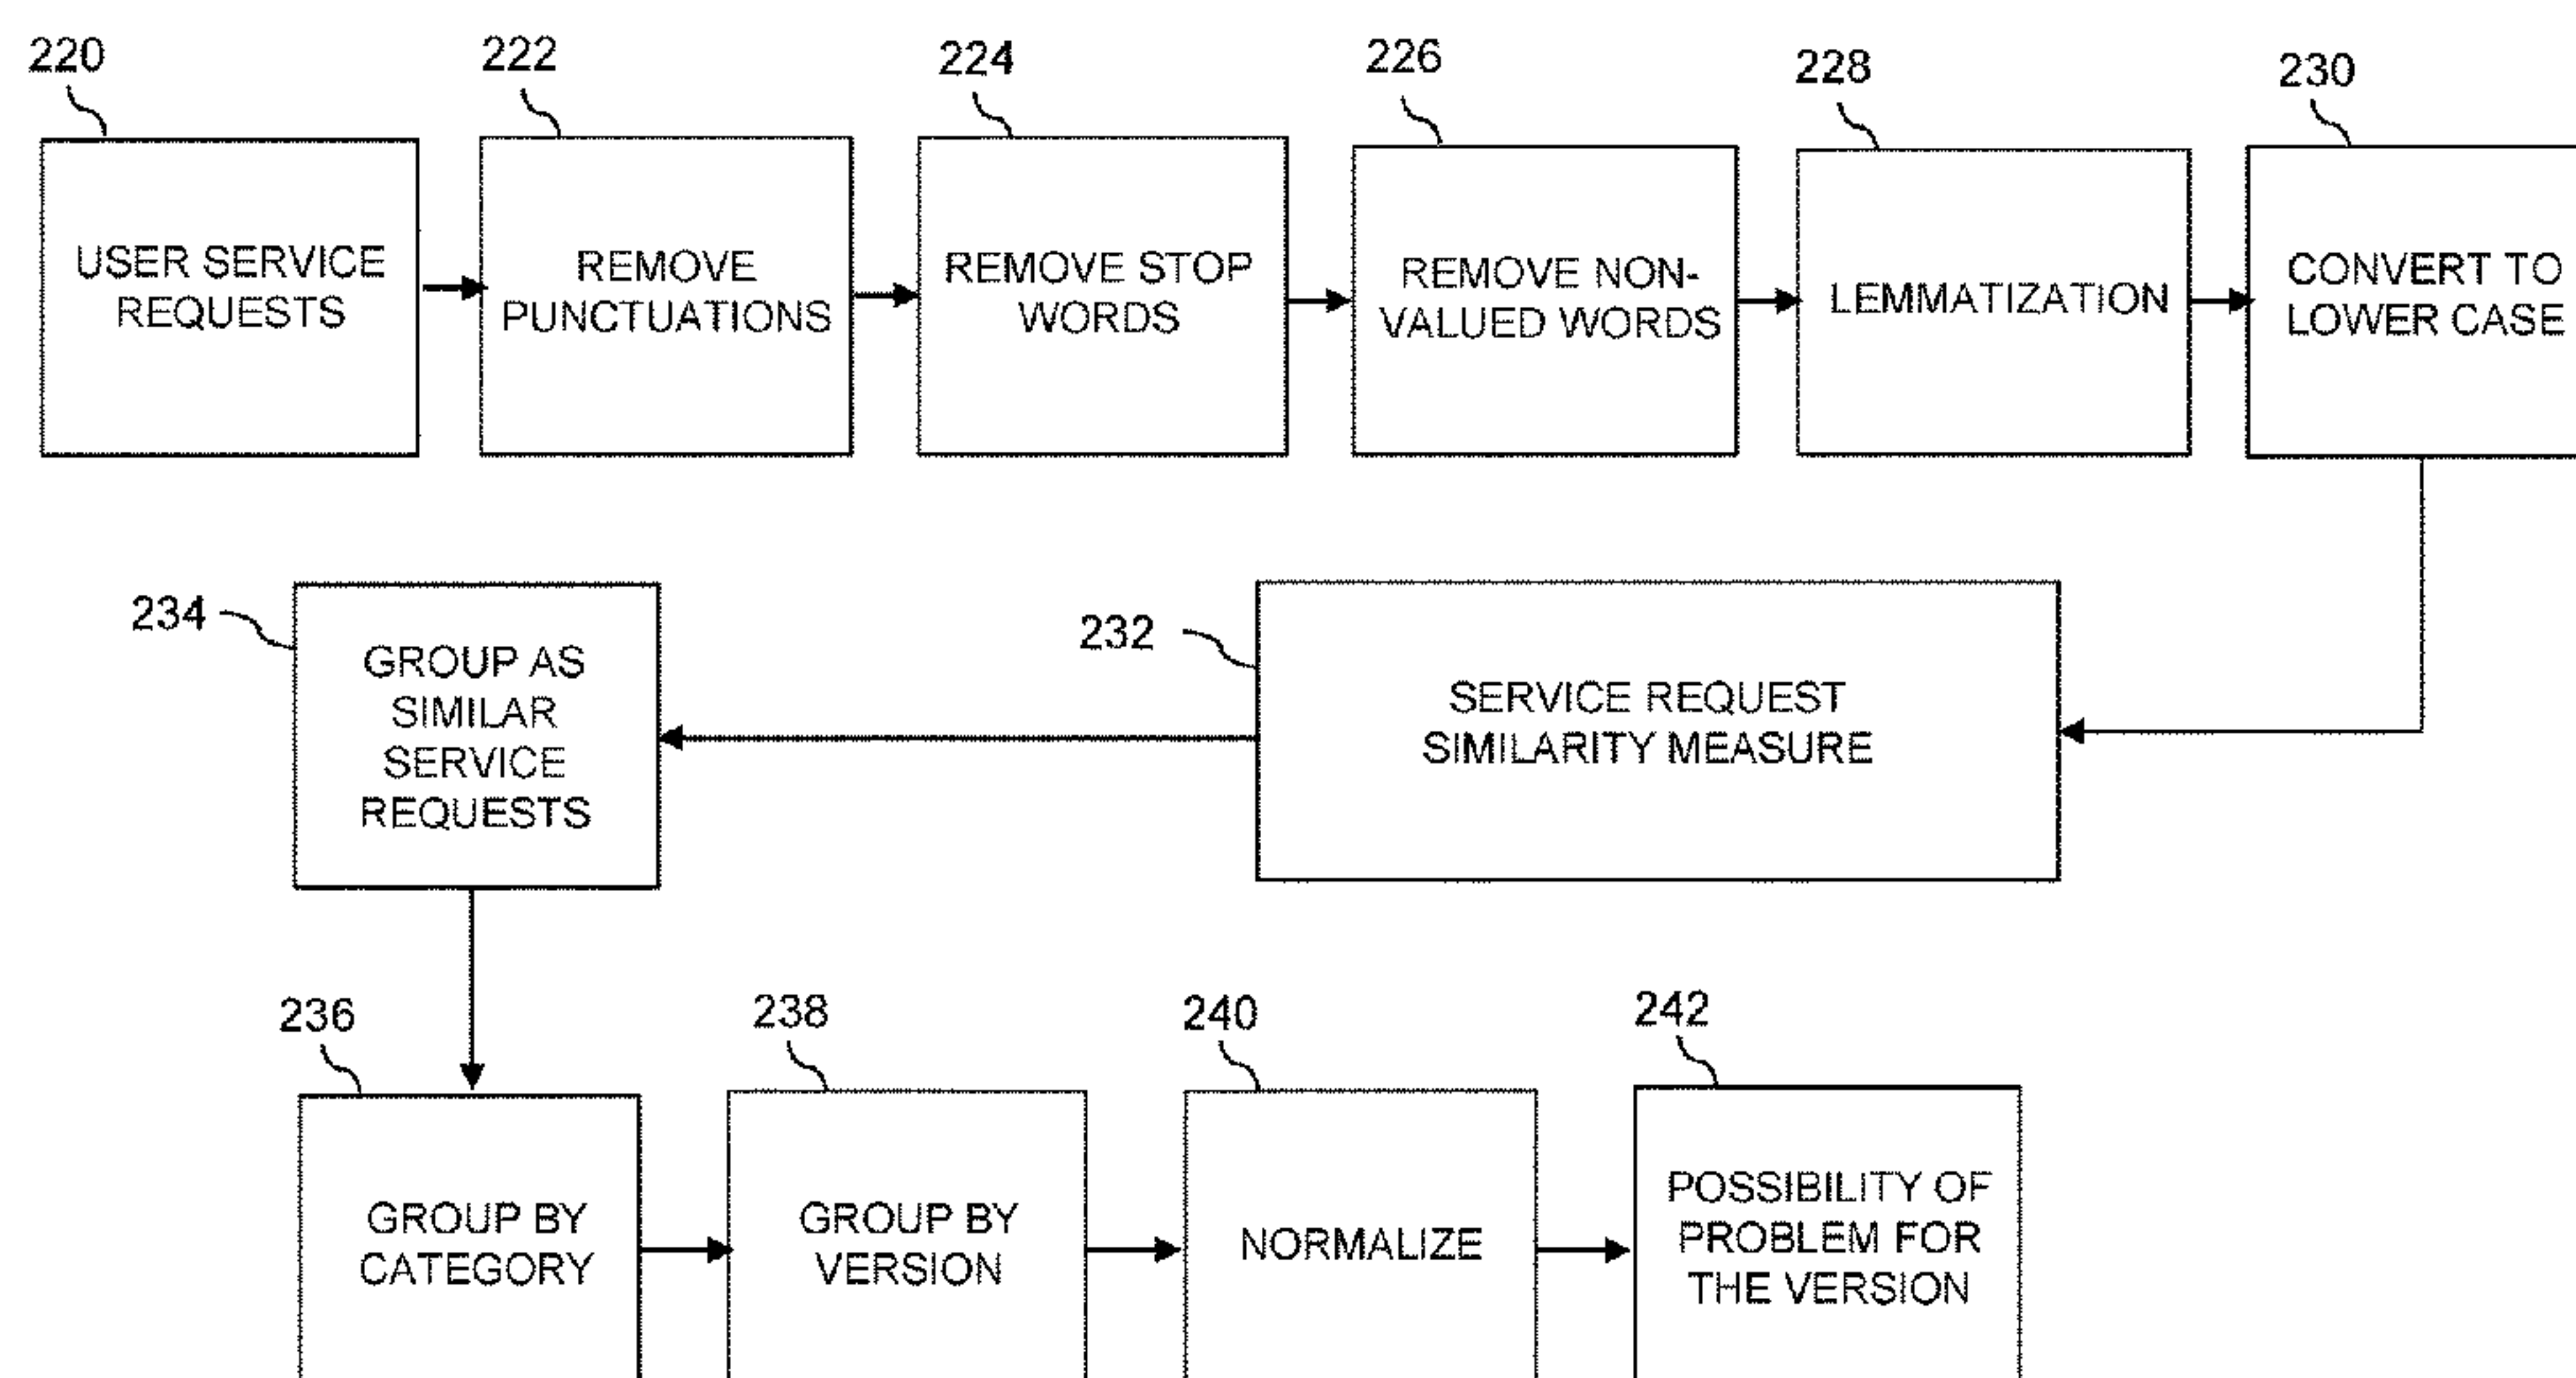 220
222
224
226
228
230
USER SERVICE
REQUESTS
REMOVE
PUNCTUATIONS
REMOVE STOP
WORDS
REMOVE NON-
VALUED WORDS
LEMMATIZATION
CONVERT TO
LOWER CASE
234
GROUP AS
SIMILAR
SERVICE
REQUESTS
232
SERVICE REQUEST
SIMILARITY MEASURE
236
238
240
242
GROUP BY
CATEGORY
GROUP BY
VERSION
NORMALIZE
POSSIBILITY OF
PROBLEM FOR
THE VERSION